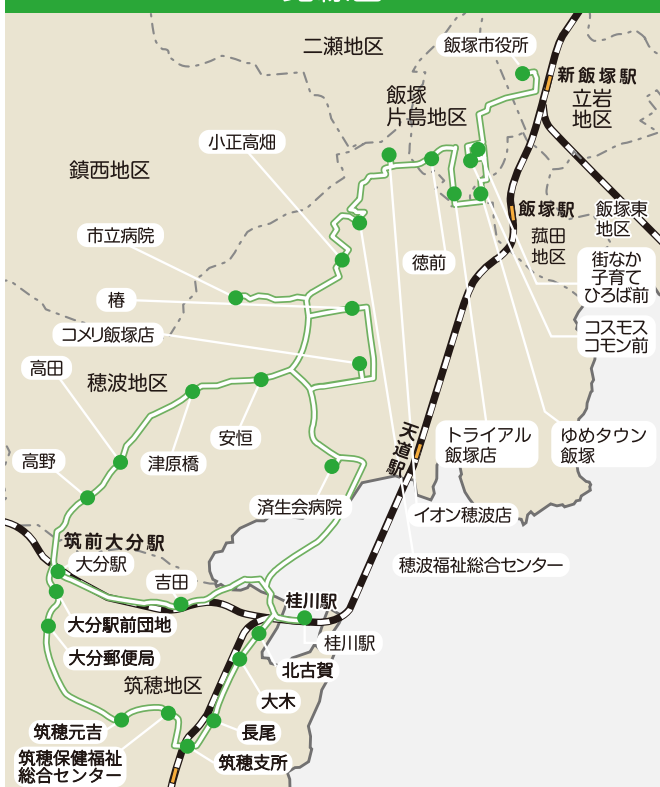 二瀬地区
飯塚市役所
新飯塚駅
立岩
地区
飯塚
片島地区
小正高畑
鎮西地区
飯塚駅
飯塚東
地区
菰田
地区
市立病院
徳前
街なか
子育て
ひろば前
椿
コメリ飯塚店
コスモス
コモン前
高田
穂波地区
安恒
天道駅
トライアル
飯塚店
ゆめタウン
飯塚
高野
津原橋
済生会病院
イオン穂波店
筑前大分駅
大分駅
穂波福祉総合センター
吉田
桂川駅
大分駅前団地
桂川駅
大分郵便局
北古賀
筑穂地区
大木
筑穂元吉
長尾
筑穂保健福祉
総合センター
筑穂支所